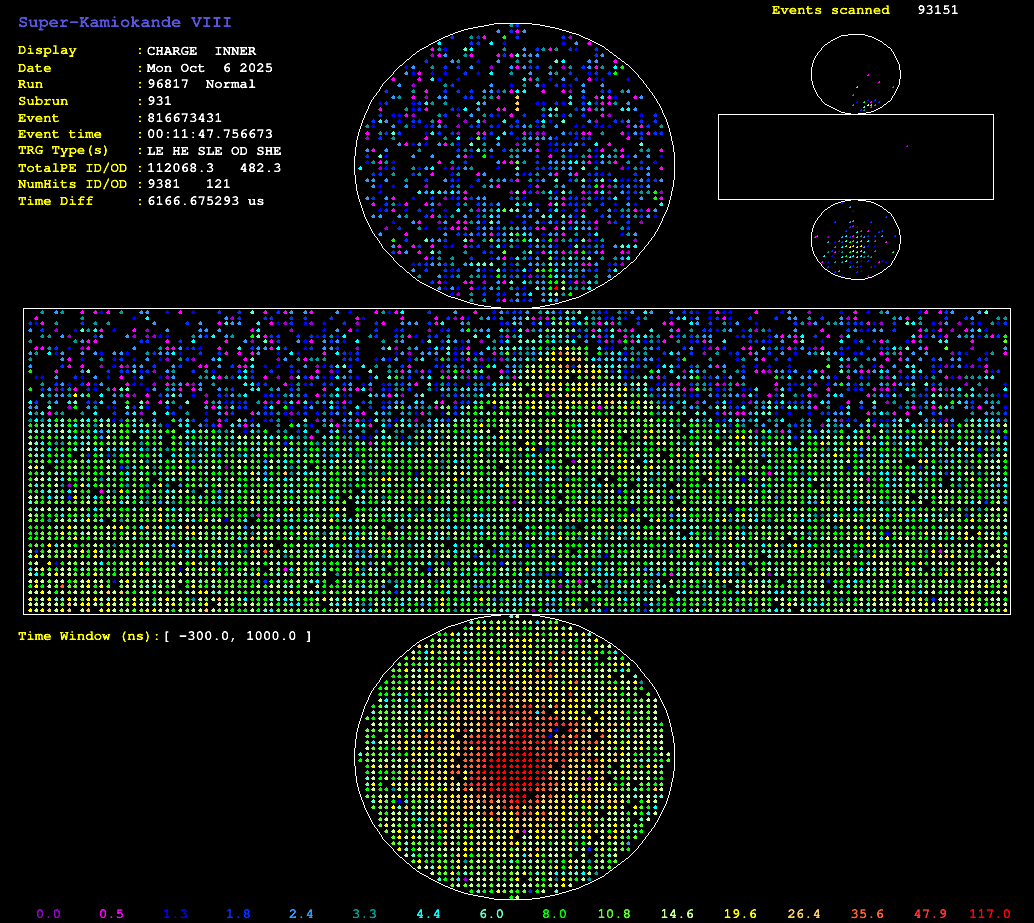 Super-Kamiokande VIII
Display : CHARGE INNER
Date : Mon Oct 6 2025
Run : 96817 Normal
Subrun : 931
Event : 816673431
Event time : 00:11:47.756673
TRG Type(s) : LE HE SLE OD SHE
TotalPE ID/OD : 112068.3 482.3
NumHits ID/OD : 9381 121
Time Diff : 6166.675293 us
Events scanned 93151
Time Window (ns):[ -300.0, 1000.0 ]
0.0 0.5 1.3 1.8 2.4 3.3 4.4 6.0 8.0 10.8 14.6 19.6 26.4 35.6 47.9 117.0